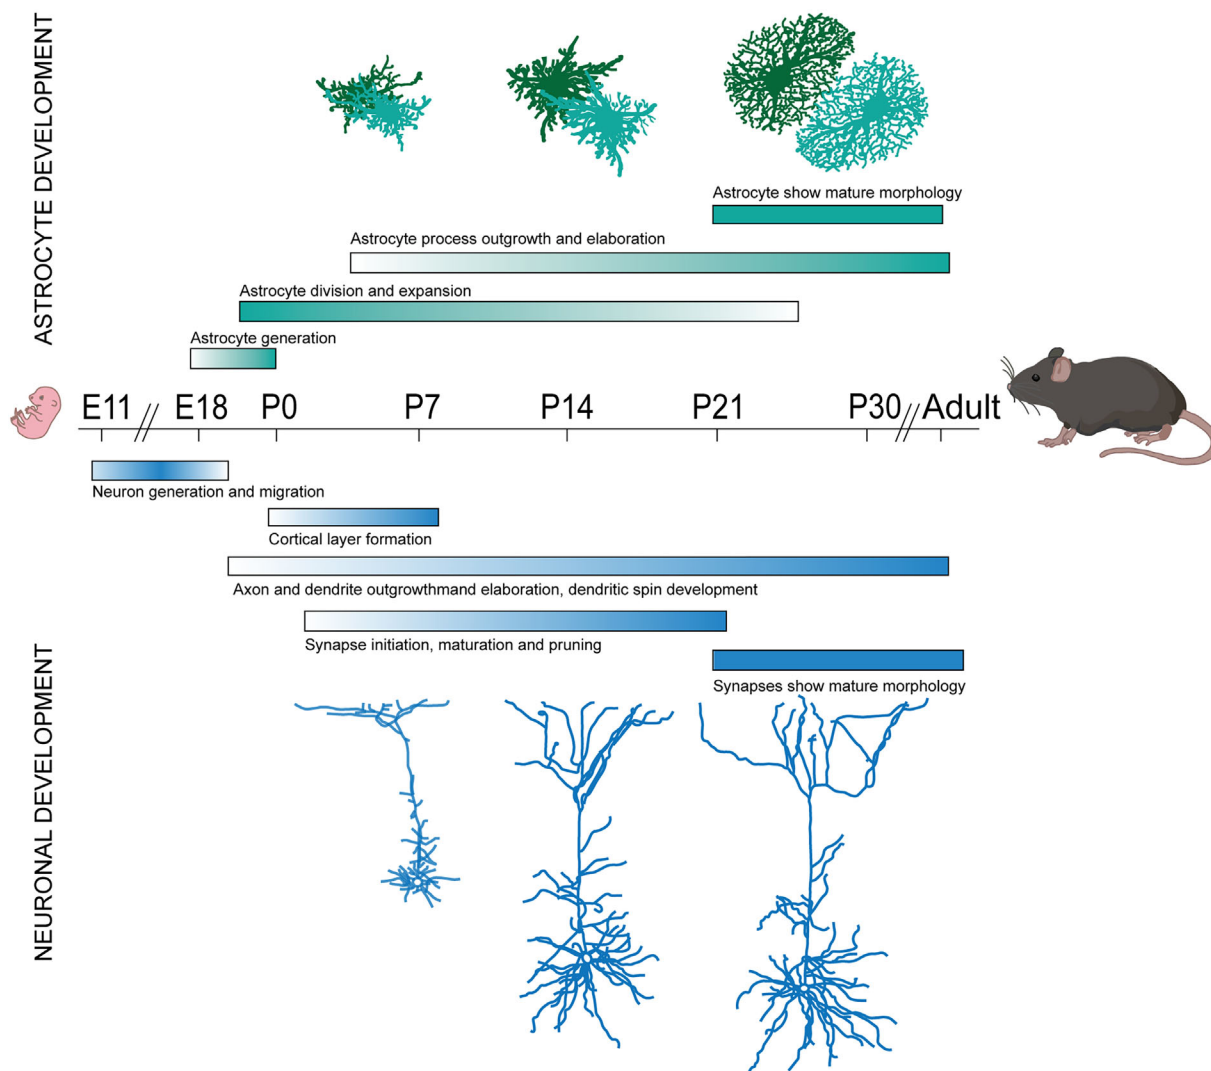 ASTROCYTE DEVELOPMENT
Astrocyte show mature morphology
Astrocyte process outgrowth and elaboration
Astrocyte division and expansion
Astrocyte generation
E11 // E18 P0 P7 P14 P21 P30 // Adult
Neuron generation and migration
Cortical layer formation
Axon and dendrite outgrowthmand elaboration, dendritic spin development
Synapse initiation, maturation and pruning
Synapses show mature morphology
NEURONAL DEVELOPMENT